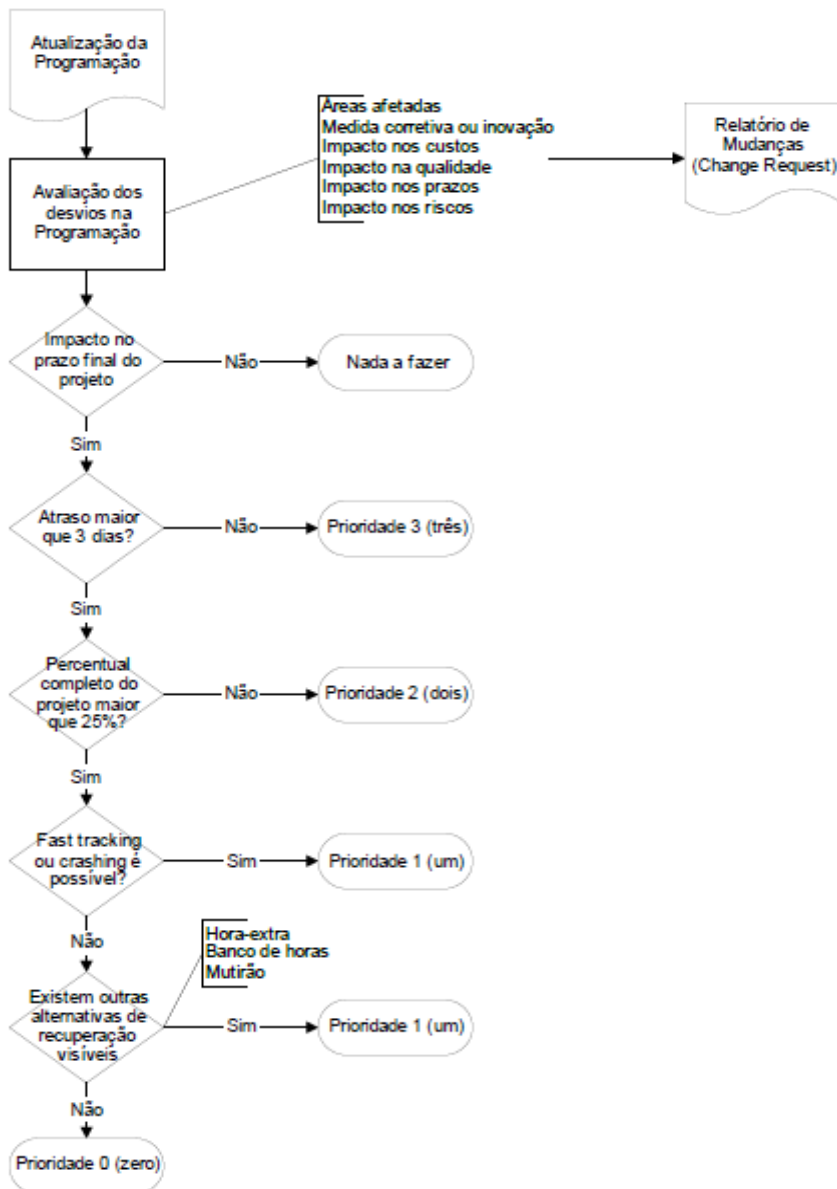 Atualização da
Programação
Áreas afetadas
Medida corretiva ou inovação
Impacto nos custos
Impacto na qualidade
Impacto nos prazos
Impacto nos riscos
Relatório de
Mudanças
(Change Request)
Avaliação dos
desvios na
Programação
Impacto no
prazo final do
projeto
Não
Nada a fazer
Sim
Atraso maior
que 3 dias?
Não
Prioridade 3 (três)
Sim
Percentual
completo do
projeto maior
que 25%?
Não
Prioridade 2 (dois)
Sim
Fast tracking
ou crashing é
possível?
Sim
Prioridade 1 (um)
Não
Hora-extra
Banco de horas
Mutirão
Existem outras
alternativas de
recuperação
visíveis
Sim
Prioridade 1 (um)
Não
Prioridade 0 (zero)